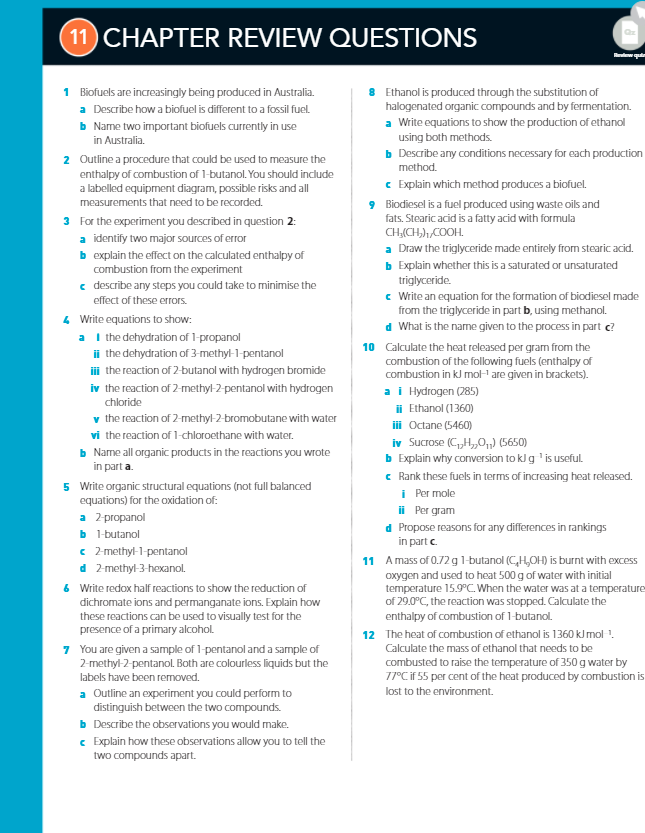 11 CHAPTER REVIEW QUESTIONS
Review quiz
1 Biofuels are increasingly being produced in Australia.
a Describe how a biofuel is different to a fossil fuel.
b Name two important biofuels currently in use
in Australia.
2 Outline a procedure that could be used to measure the
enthalpy of combustion of 1-butanol. You should include
a labelled equipment diagram, possible risks and all
measurements that need to be recorded.
3 For the experiment you described in question 2:
a identify two major sources of error
b explain the effect on the calculated enthalpy of
combustion from the experiment
c describe any steps you could take to minimise the
effect of these errors.
4 Write equations to show:
a i the dehydration of 1-propanol
ii the dehydration of 3-methyl-1-pentanol
iii the reaction of 2-butanol with hydrogen bromide
iv the reaction of 2-methyl-2-pentanol with hydrogen
chloride
v the reaction of 2-methyl-2-bromobutane with water
vi the reaction of 1-chloroethane with water.
b Name all organic products in the reactions you wrote
in part a.
5 Write organic structural equations (not full balanced
equations) for the oxidation of:
a 2-propanol
b 1-butanol
c 2-methyl-1-pentanol
d 2-methyl-3-hexanol.
6 Write redox half reactions to show the reduction of
dichromate ions and permanganate ions. Explain how
these reactions can be used to visually test for the
presence of a primary alcohol.
7 You are given a sample of 1-pentanol and a sample of
2-methyl-2-pentanol. Both are colourless liquids but the
labels have been removed.
a Outline an experiment you could perform to
distinguish between the two compounds.
b Describe the observations you would make.
c Explain how these observations allow you to tell the
two compounds apart.
8 Ethanol is produced through the substitution of
halogenated organic compounds and by fermentation.
a Write equations to show the production of ethanol
using both methods.
b Describe any conditions necessary for each production
method.
c Explain which method produces a biofuel.
9 Biodiesel is a fuel produced using waste oils and
fats. Stearic acid is a fatty acid with formula
CH₃(CH₂)₁₇COOH.
a Draw the triglyceride made entirely from stearic acid.
b Explain whether this is a saturated or unsaturated
triglyceride.
c Write an equation for the formation of biodiesel made
from the triglyceride in part b, using methanol.
d What is the name given to the process in part c?
10 Calculate the heat released per gram from the
combustion of the following fuels (enthalpy of
combustion in kJ mol⁻¹ are given in brackets).
a i Hydrogen (285)
ii Ethanol (1360)
iii Octane (5460)
iv Sucrose (C₁₂H₂₂O₁₁) (5650)
b Explain why conversion to kJ g⁻¹ is useful.
c Rank these fuels in terms of increasing heat released.
i Per mole
ii Per gram
d Propose reasons for any differences in rankings
in part c.
11 A mass of 0.72 g 1-butanol (C₄H₉OH) is burnt with excess
oxygen and used to heat 500 g of water with initial
temperature 15.9°C. When the water was at a temperature
of 29.0°C, the reaction was stopped. Calculate the
enthalpy of combustion of 1-butanol.
12 The heat of combustion of ethanol is 1360 kJ mol⁻¹.
Calculate the mass of ethanol that needs to be
combusted to raise the temperature of 350 g water by
77°C if 55 per cent of the heat produced by combustion is
lost to the environment.